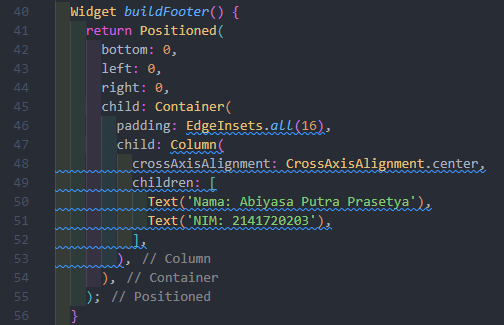 40 Widget buildFooter() {
41 return Positioned(
42 bottom: 0,
43 left: 0,
44 right: 0,
45 child: Container(
46 padding: EdgeInsets.all(16),
47 child: Column(
48 crossAxisAlignment: CrossAxisAlignment.center,
49 children: [
50 Text('Nama: Abiyasa Putra Prasetya'),
51 Text('NIM: 2141720203'),
52 ],
53 ), // Column
54 ), // Container
55 ); // Positioned
56 }